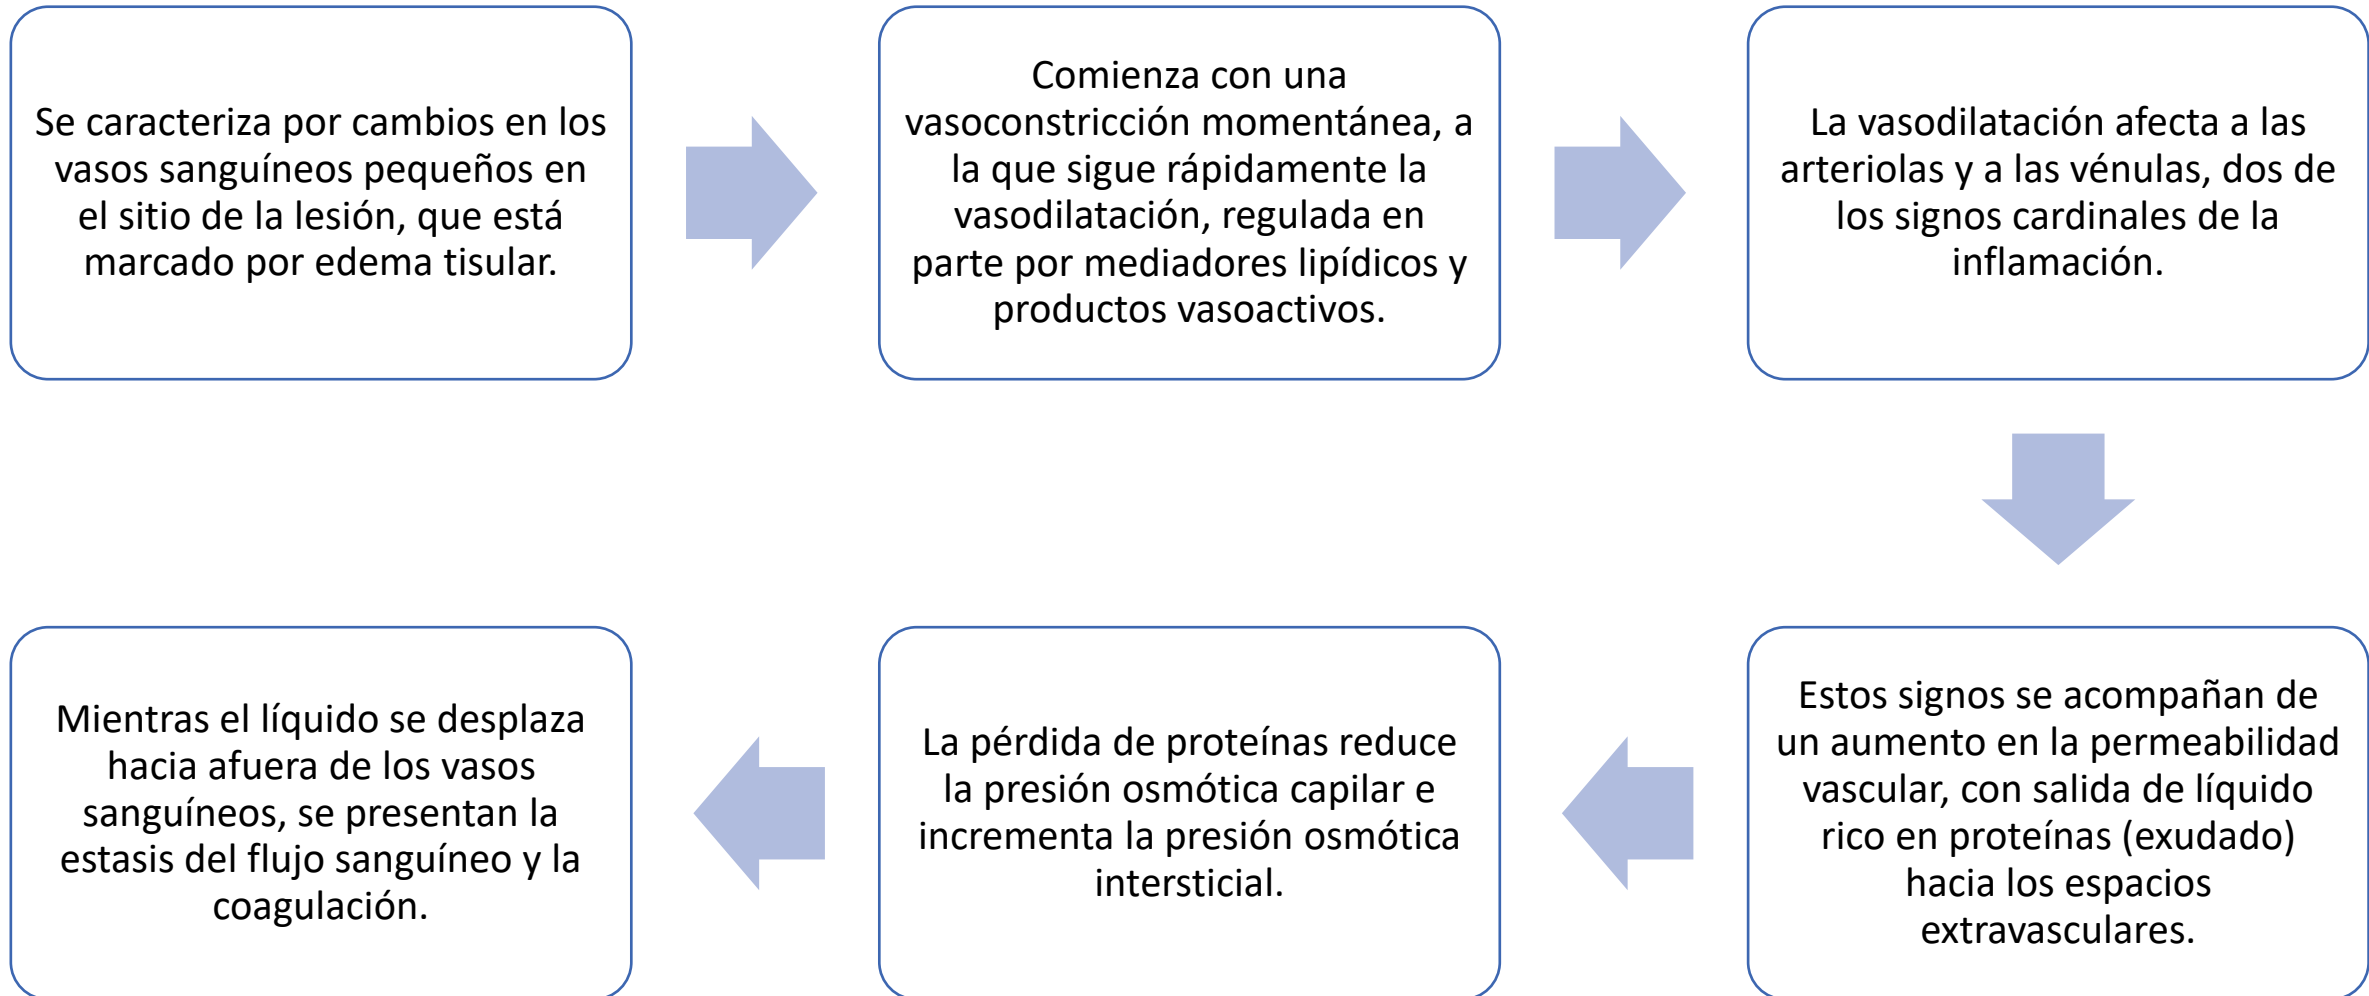 Se caracteriza por cambios en los
vasos sanguíneos pequeños en
el sitio de la lesión, que está
marcado por edema tisular.
Comienza con una
vasoconstricción momentánea, a
la que sigue rápidamente la
vasodilatación, regulada en
parte por mediadores lipídicos y
productos vasoactivos.
La vasodilatación afecta a las
arteriolas y a las vénulas, dos de
los signos cardinales de la
inflamación.
Estos signos se acompañan de
un aumento en la permeabilidad
vascular, con salida de líquido
rico en proteínas (exudado)
hacia los espacios
extravasculares.
La pérdida de proteínas reduce
la presión osmótica capilar e
incrementa la presión osmótica
intersticial.
Mientras el líquido se desplaza
hacia afuera de los vasos
sanguíneos, se presentan la
estasis del flujo sanguíneo y la
coagulación.